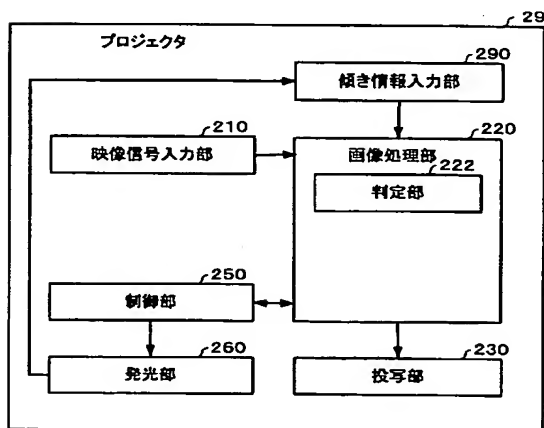 29
プロジェクタ
290
傾き情報入力部
210
映像信号入力部
220
画像処理部
222
判定部
250
制御部
260
発光部
230
投写部